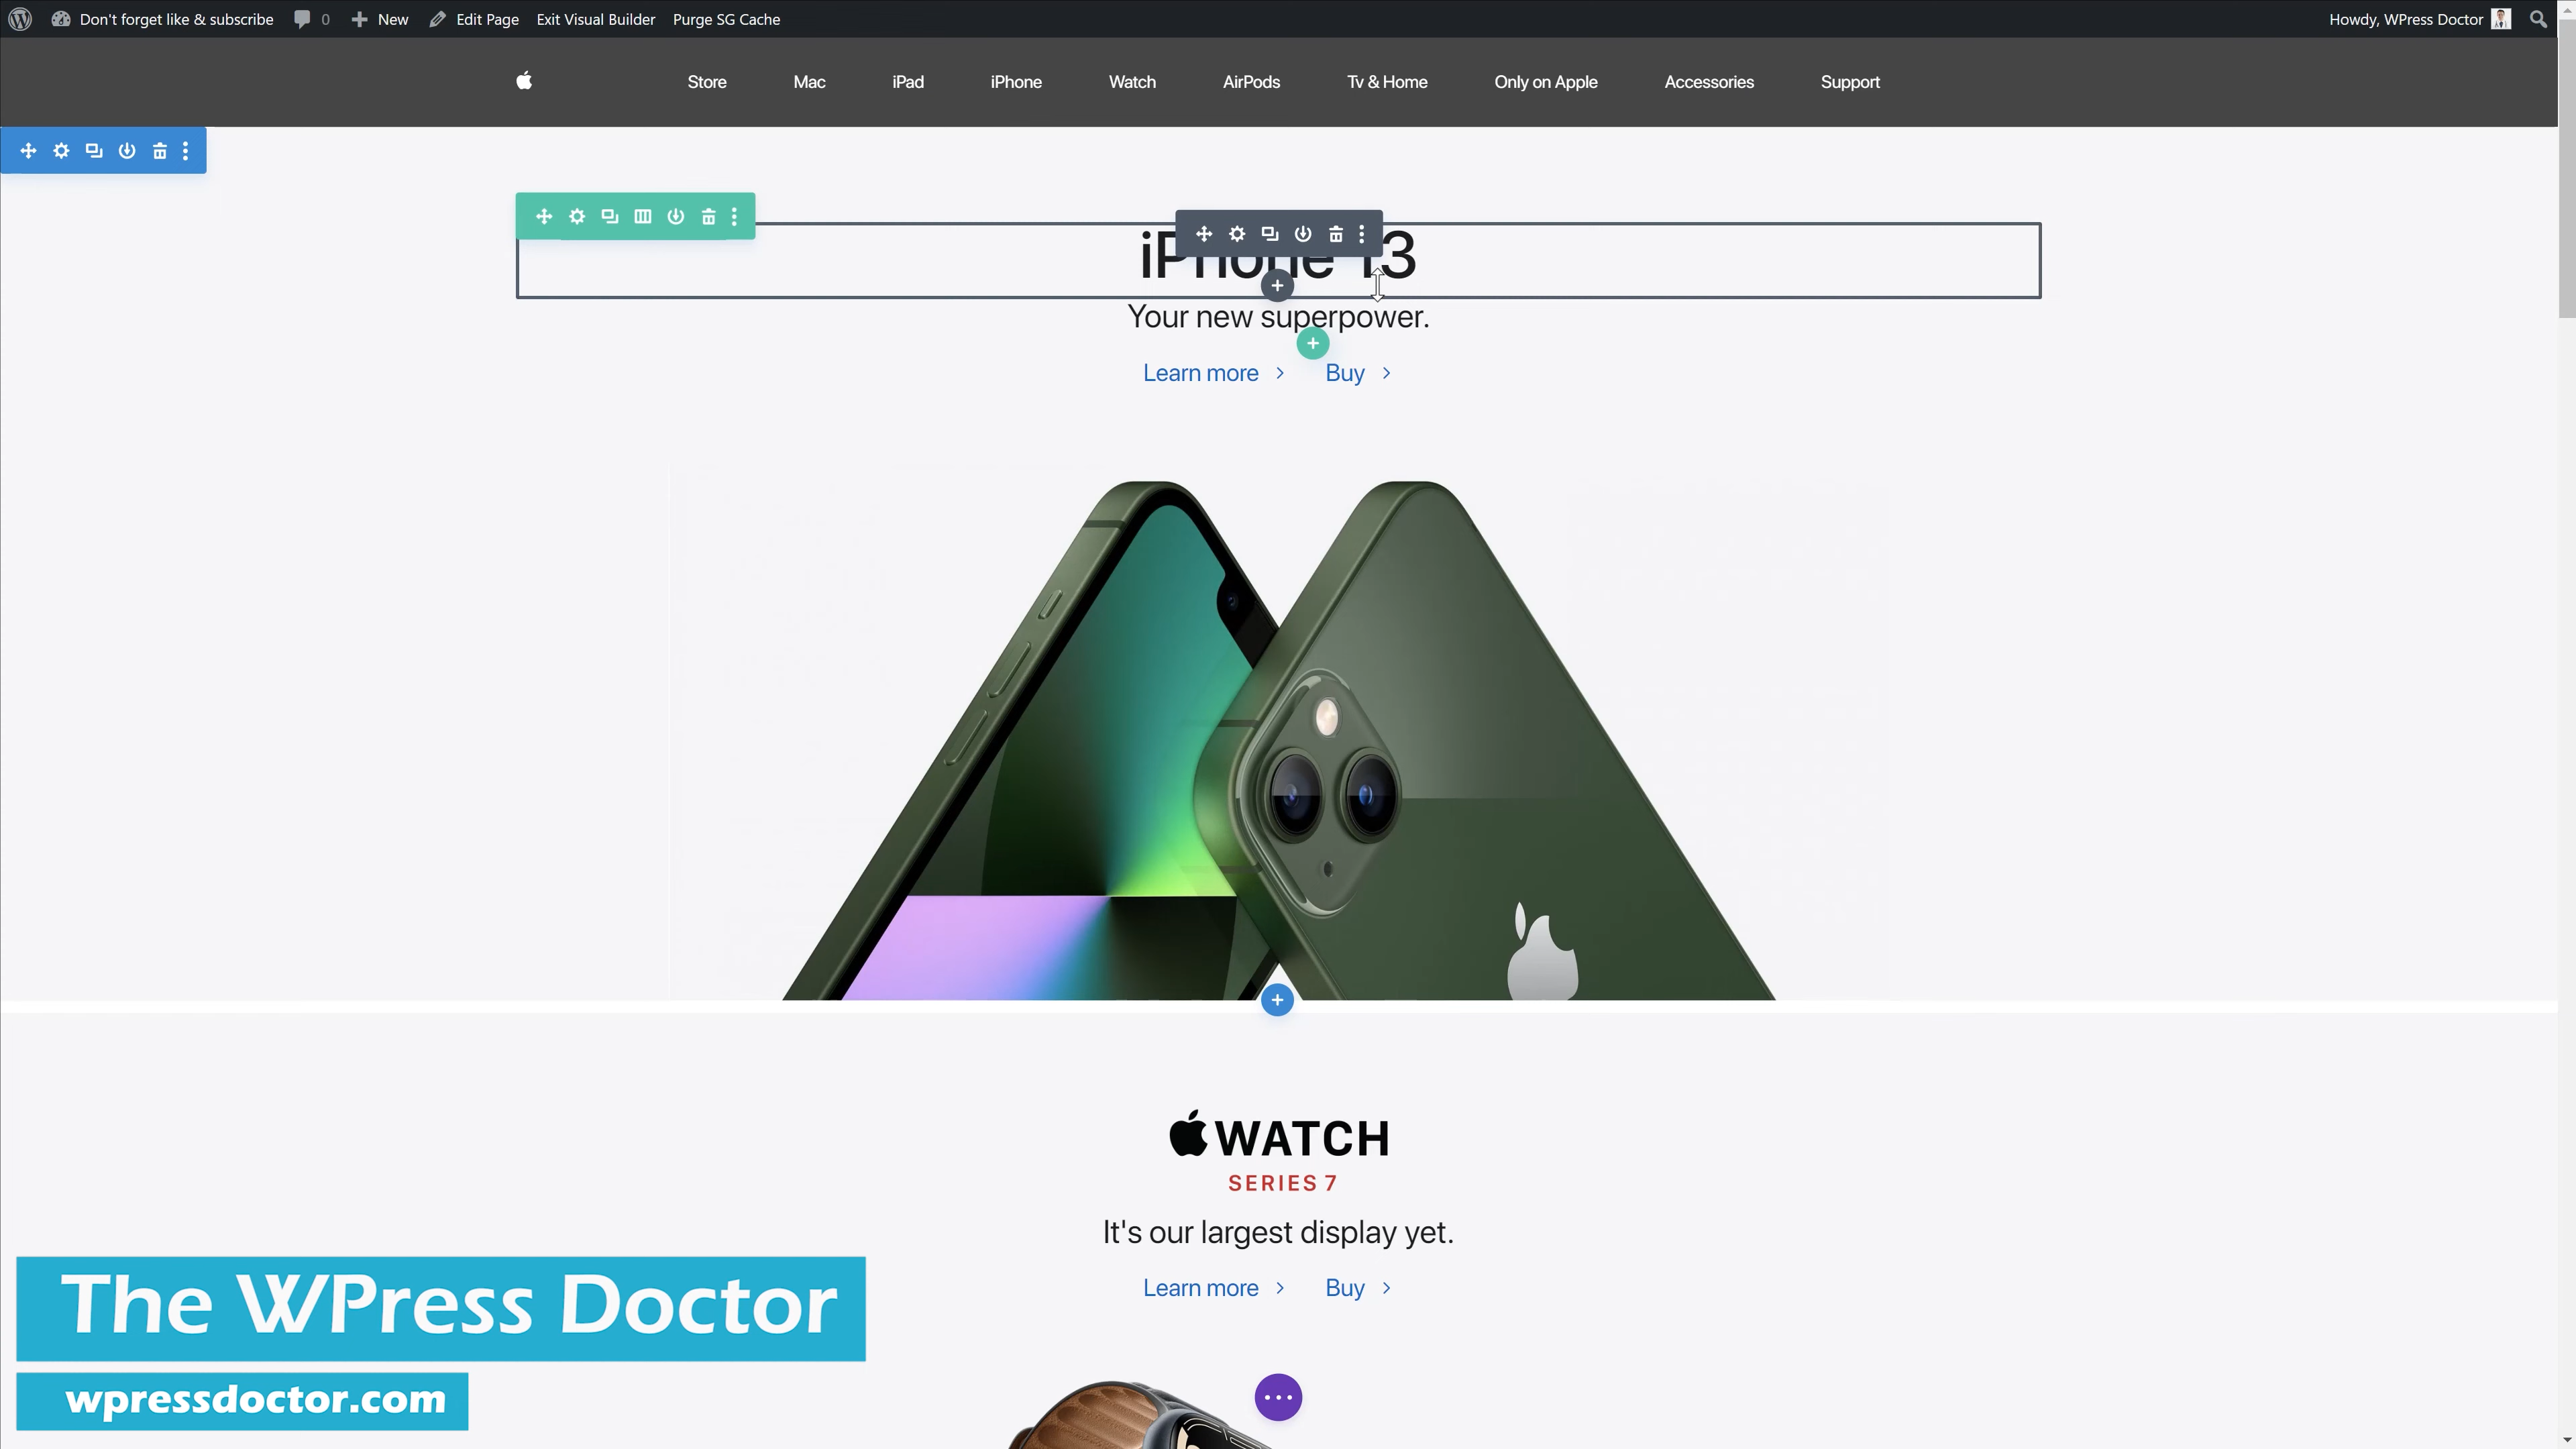 Don't forget like & subscribe 0 New Edit Page Exit Visual Builder Purge SG Cache Howdy, WPress Doctor
Store Mac iPad iPhone Watch AirPods Tv & Home Only on Apple Accessories Support
iPhone 13
Your new superpower.
Learn more Buy
WATCH
SERIES 7
It's our largest display yet.
Learn more Buy
The WPress Doctor
wpressdoctor.com